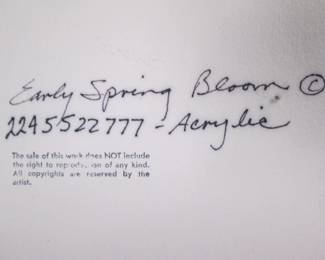 Early Spring Bloom ©
2245522777 - Acrylic
The sale of this work does NOT include
the right to reproduction of any kind.
All copyrights are reserved by the
artist.